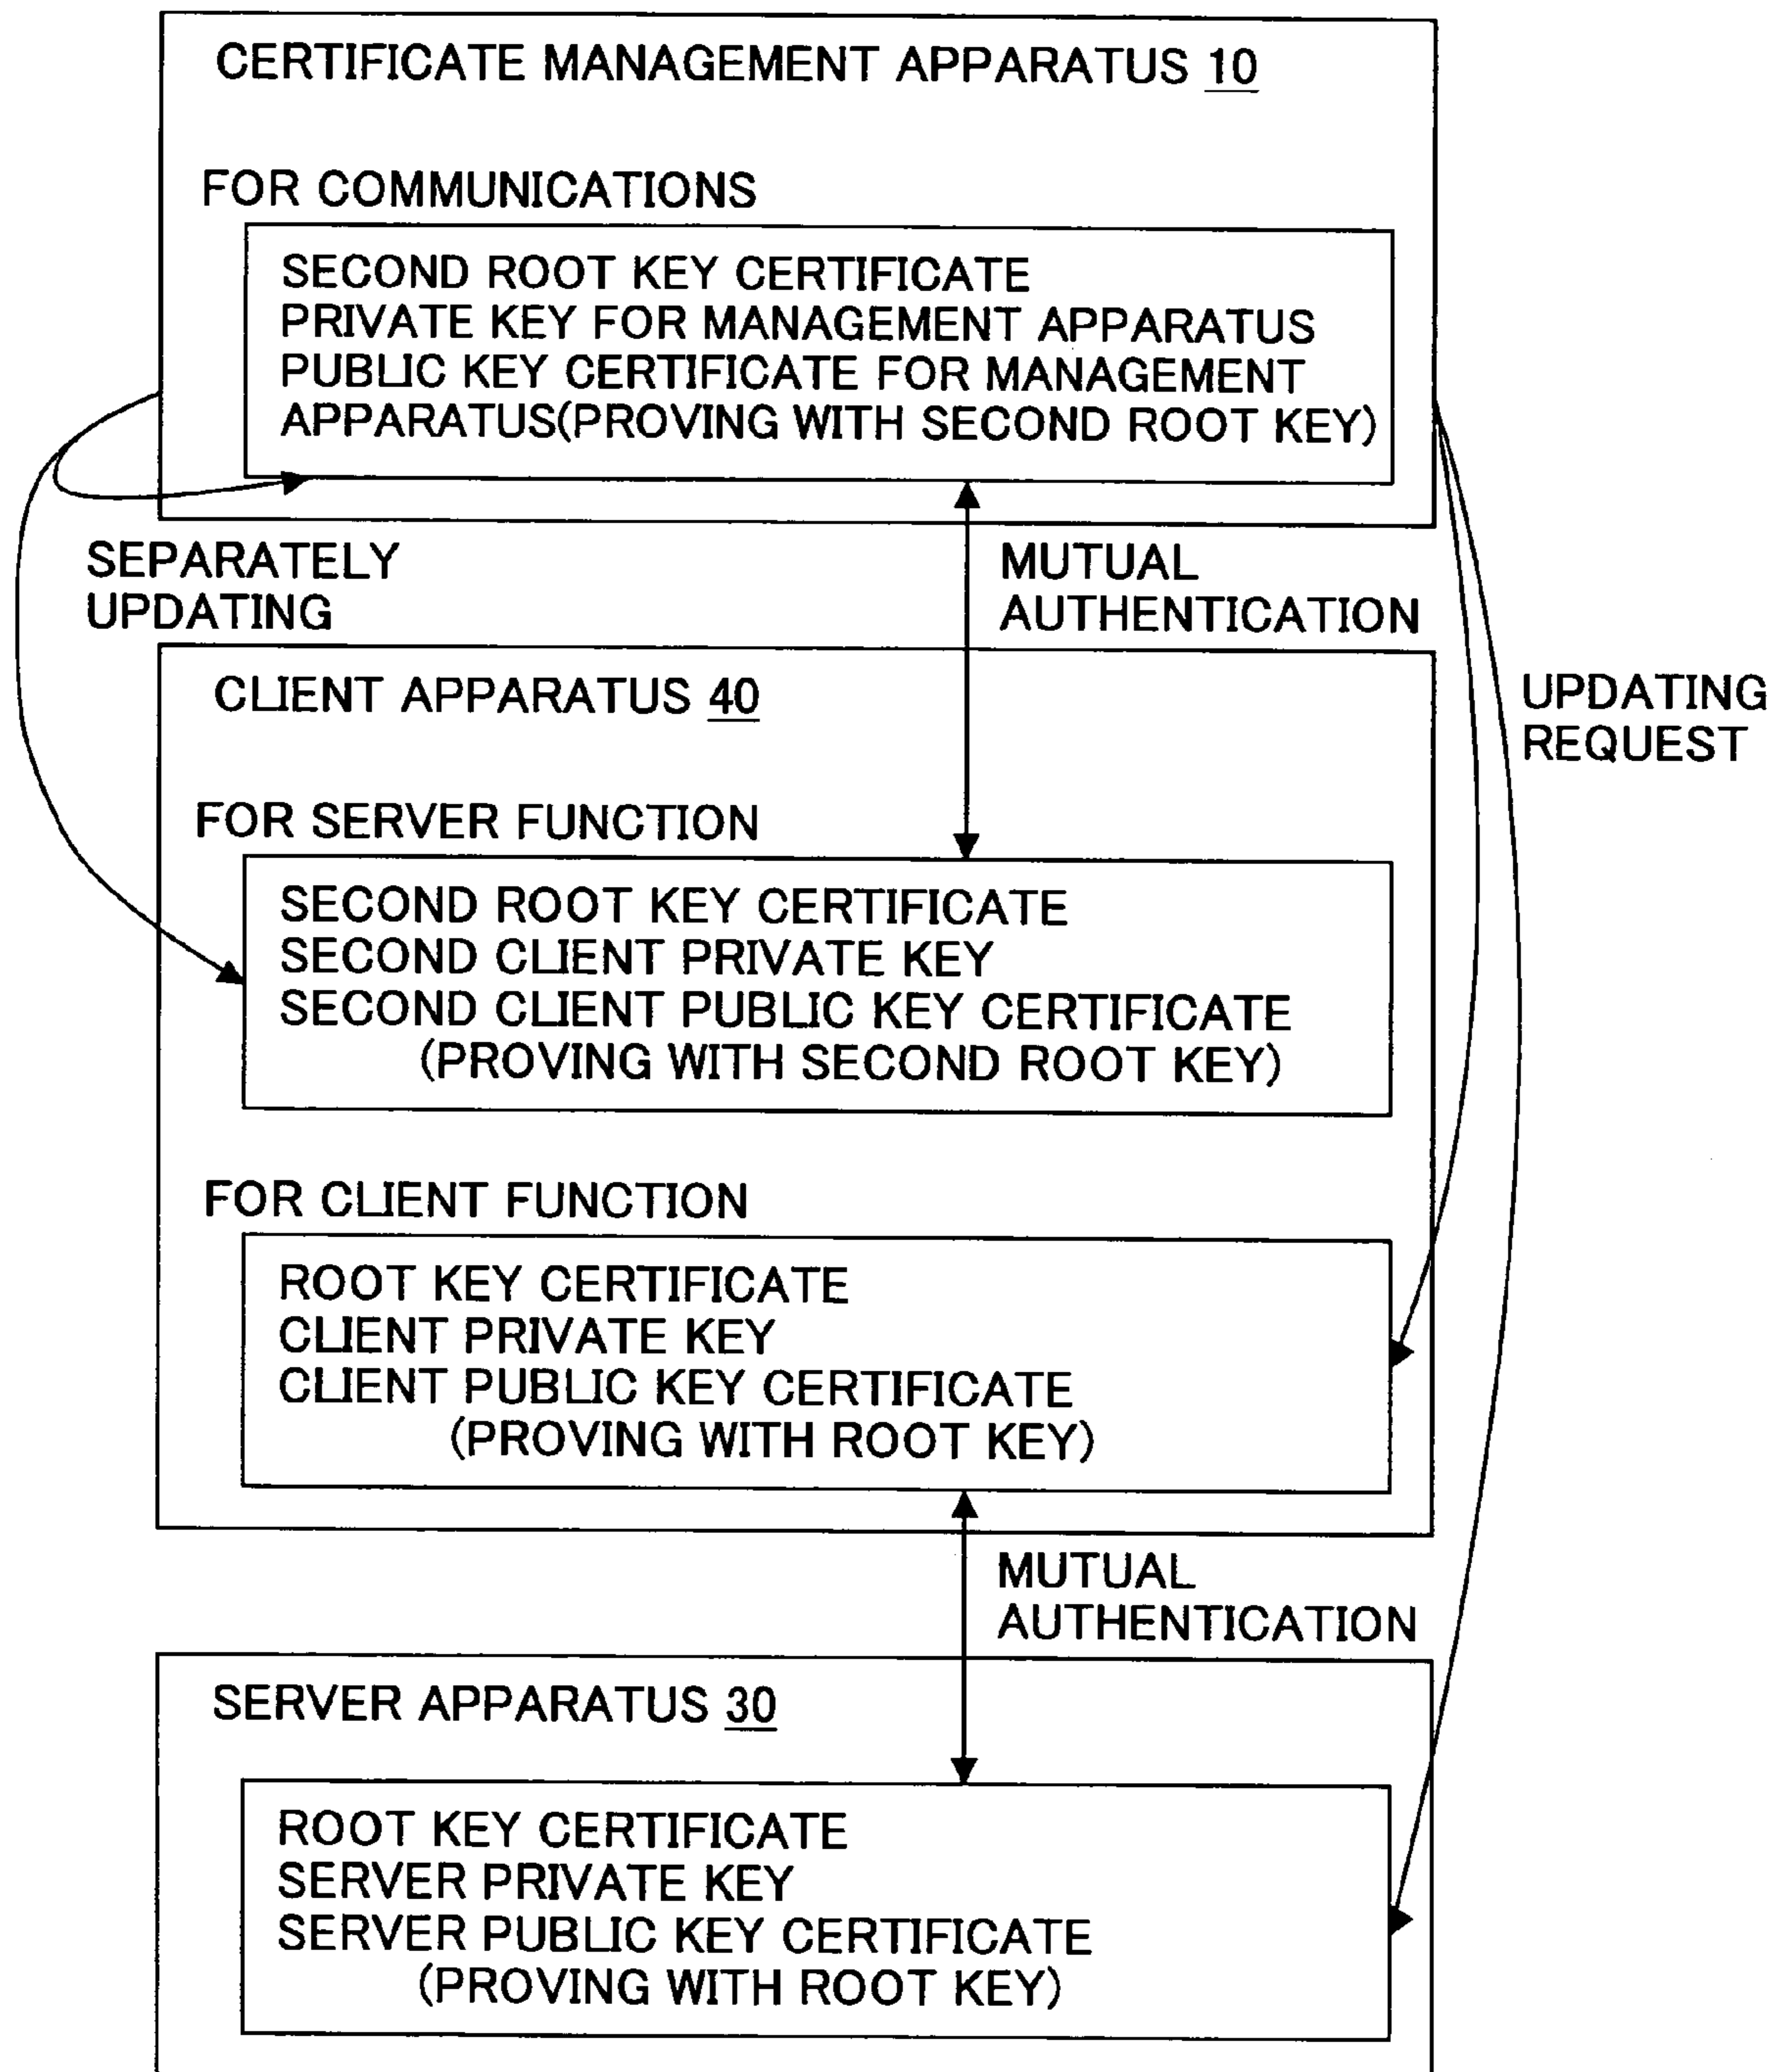 CERTIFICATE MANAGEMENT APPARATUS 10
FOR COMMUNICATIONS
SECOND ROOT KEY CERTIFICATE
PRIVATE KEY FOR MANAGEMENT APPARATUS
PUBLIC KEY CERTIFICATE FOR MANAGEMENT
APPARATUS(PROVING WITH SECOND ROOT KEY)
SEPARATELY
UPDATING
MUTUAL
AUTHENTICATION
CLIENT APPARATUS 40
UPDATING
REQUEST
FOR SERVER FUNCTION
SECOND ROOT KEY CERTIFICATE
SECOND CLIENT PRIVATE KEY
SECOND CLIENT PUBLIC KEY CERTIFICATE
(PROVING WITH SECOND ROOT KEY)
FOR CLIENT FUNCTION
ROOT KEY CERTIFICATE
CLIENT PRIVATE KEY
CLIENT PUBLIC KEY CERTIFICATE
(PROVING WITH ROOT KEY)
MUTUAL
AUTHENTICATION
SERVER APPARATUS 30
ROOT KEY CERTIFICATE
SERVER PRIVATE KEY
SERVER PUBLIC KEY CERTIFICATE
(PROVING WITH ROOT KEY)